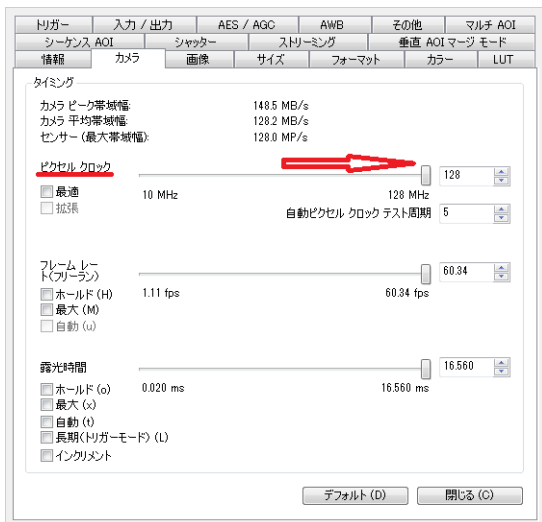 トリガー 入力 / 出力 AES / AGC AWB その他 マルチ AOI
シーケンス AOI シャッター ストリーミング 垂直 AOI マージ モード
情報 カメラ 画像 サイズ フォーマット カラー LUT
タイミング
カメラ ピーク帯域幅: 148.5 MB/s
カメラ 平均帯域幅: 128.2 MB/s
センサー (最大帯域幅): 128.0 MP/s
ピクセル クロック 128
最適 10 MHz 128 MHz
拡張 自動ピクセル クロック テスト周期 5
フレーム レー
ト(フリーラン) 60.34
ホールド (H) 1.11 fps 60.34 fps
最大 (M)
自動 (u)
露光時間 16.560
ホールド (o) 0.020 ms 16.560 ms
最大 (x)
自動 (t)
長期(トリガーモード) (L)
インクリメント
デフォルト (D) 閉じる (C)